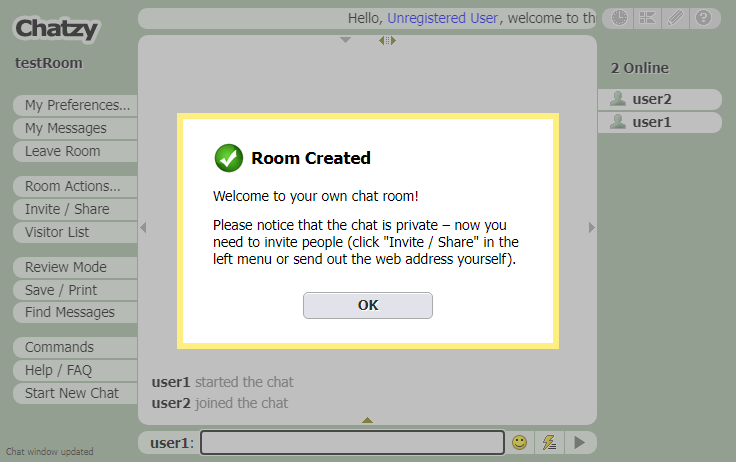 Chatzy
Hello, Unregistered User, welcome to th
testRoom
2 Online
user2
user1
My Preferences...
My Messages
Leave Room
Room Actions...
Invite / Share
Visitor List
Review Mode
Save / Print
Find Messages
Commands
Help / FAQ
Start New Chat
Room Created
Welcome to your own chat room!
Please notice that the chat is private – now you
need to invite people (click "Invite / Share" in the
left menu or send out the web address yourself).
OK
user1 started the chat
user2 joined the chat
user1:
Chat window updated